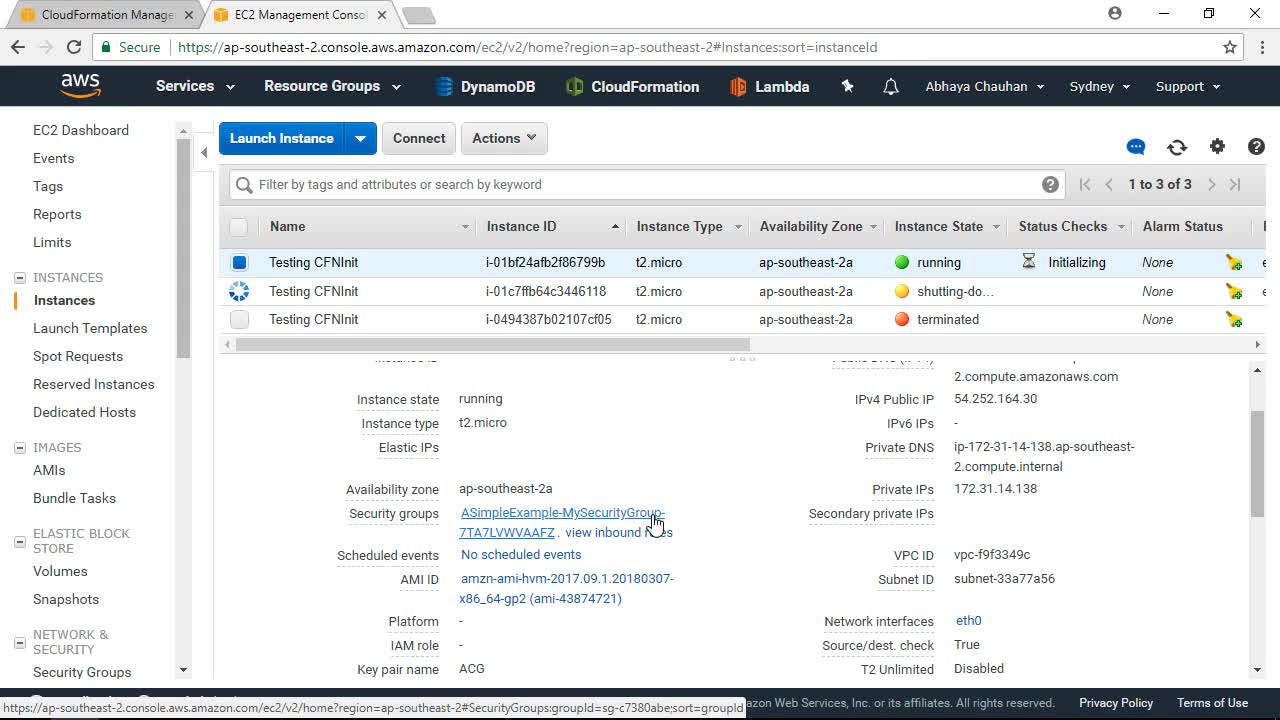 CloudFormation Manage
EC2 Management Conso
Secure
https://ap-southeast-2.console.aws.amazon.com/ec2/v2/home?region=ap-southeast-2#Instances:sort=instanceId
aws
Services
Resource Groups
DynamoDB
CloudFormation
Lambda
Abhaya Chauhan
Sydney
Support
EC2 Dashboard
Events
Tags
Reports
Limits
INSTANCES
Instances
Launch Templates
Spot Requests
Reserved Instances
Dedicated Hosts
IMAGES
AMIs
Bundle Tasks
ELASTIC BLOCK
STORE
Volumes
Snapshots
NETWORK &
SECURITY
Security Groups
Launch Instance
Connect
Actions
Filter by tags and attributes or search by keyword
1 to 3 of 3
Name Instance ID Instance Type Availability Zone Instance State Status Checks Alarm Status
Testing CFNInit i-01bf24afb2f86799b t2.micro ap-southeast-2a running Initializing None
Testing CFNInit i-01c7ffb64c3446118 t2.micro ap-southeast-2a shutting-do... None
Testing CFNInit i-0494387b02107cf05 t2.micro ap-southeast-2a terminated None
Instance state running
Instance type t2.micro
Elastic IPs
Availability zone ap-southeast-2a
Security groups ASimpleExample-MySecurityGroup-
7TA7LVWVAAFZ . view inbound
Scheduled events No scheduled events
AMI ID amzn-ami-hvm-2017.09.1.20180307-
x86_64-gp2 (ami-43874721)
Platform -
IAM role -
Key pair name ACG
2.compute.amazonaws.com
IPv4 Public IP 54.252.164.30
IPv6 IPs -
Private DNS ip-172-31-14-138.ap-southeast-
2.compute.internal
Private IPs 172.31.14.138
Secondary private IPs
VPC ID vpc-f9f3349c
Subnet ID subnet-33a77a56
Network interfaces eth0
Source/dest. check True
T2 Unlimited Disabled
https://ap-southeast-2.console.aws.amazon.com/ec2/v2/home?region=ap-southeast-2#SecurityGroups:groupId=sg-c7380abe;sort=groupId
azon Web Services, Inc. or its affiliates. All rights reserved.
Privacy Policy
Terms of Use